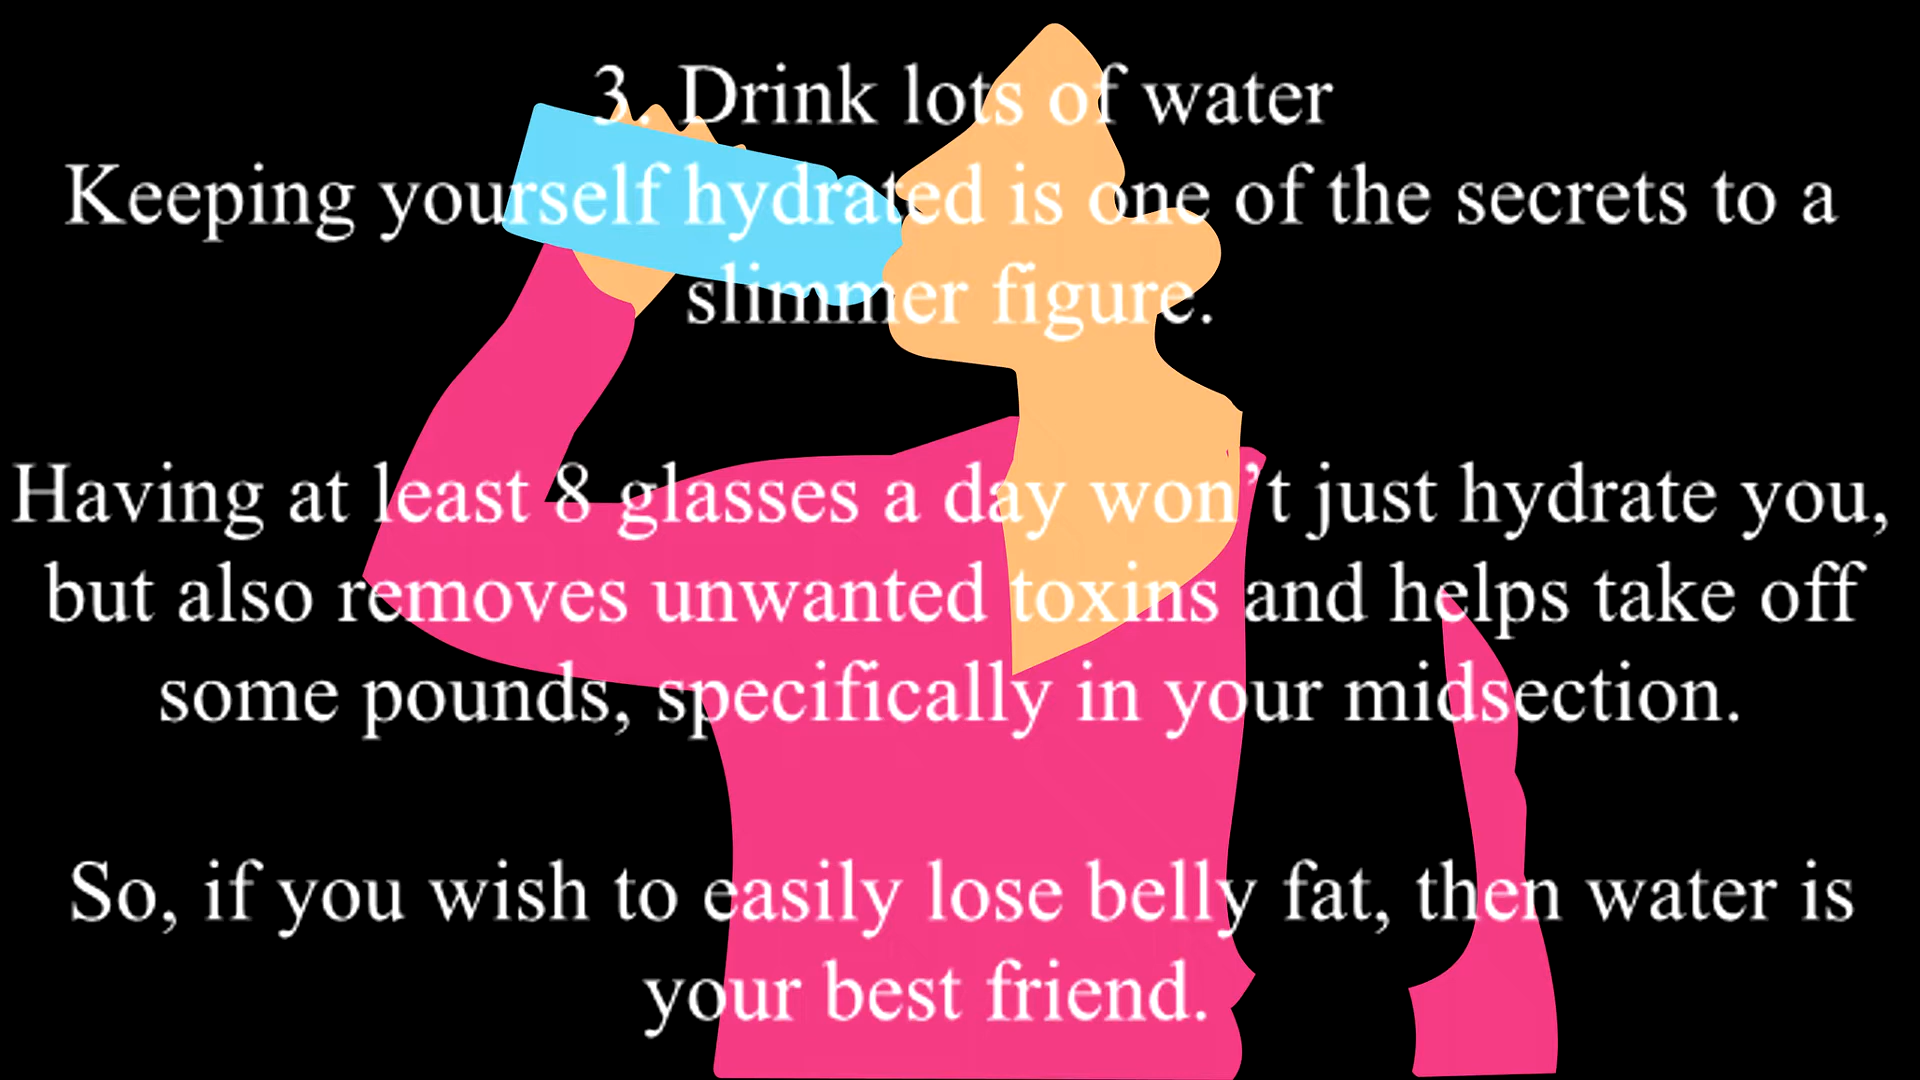 3. Drink lots of water
Keeping yourself hydrated is one of the secrets to a
slimmer figure.
Having at least 8 glasses a day won’t just hydrate you,
but also removes unwanted toxins and helps take off
some pounds, specifically in your midsection.
So, if you wish to easily lose belly fat, then water is
your best friend.